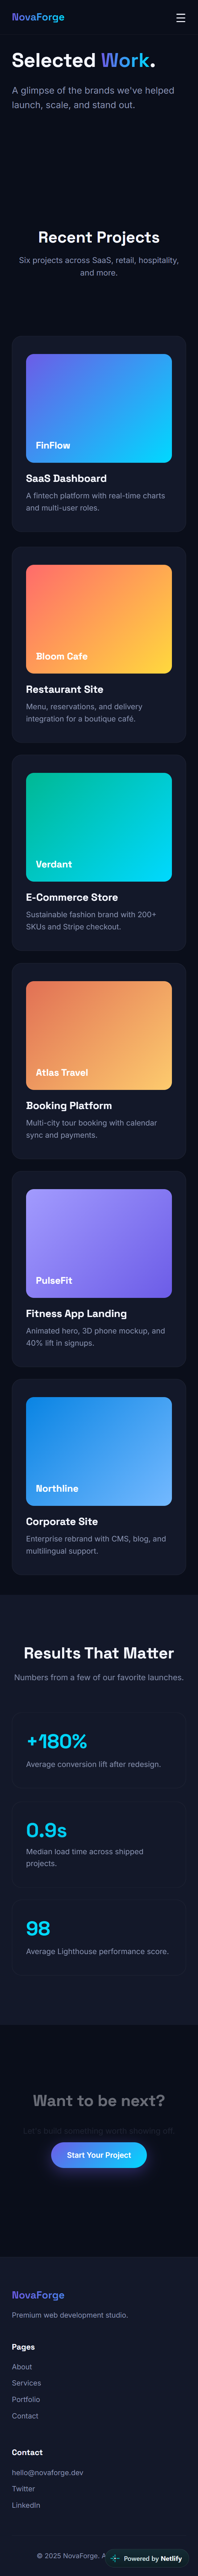 NovaForge
Selected Work.
A glimpse of the brands we've helped
launch, scale, and stand out.
Recent Projects
Six projects across SaaS, retail, hospitality,
and more.
FinFlow
SaaS Dashboard
A fintech platform with real-time charts
and multi-user roles.
Bloom Cafe
Restaurant Site
Menu, reservations, and delivery
integration for a boutique café.
Verdant
E-Commerce Store
Sustainable fashion brand with 200+
SKUs and Stripe checkout.
Atlas Travel
Booking Platform
Multi-city tour booking with calendar
sync and payments.
PulseFit
Fitness App Landing
Animated hero, 3D phone mockup, and
40% lift in signups.
Northline
Corporate Site
Enterprise rebrand with CMS, blog, and
multilingual support.
Results That Matter
Numbers from a few of our favorite launches.
+180%
Average conversion lift after redesign.
0.9s
Median load time across shipped
projects.
98
Average Lighthouse performance score.
Want to be next?
Let's build something worth showing off.
Start Your Project
NovaForge
Premium web development studio.
Pages
About
Services
Portfolio
Contact
Contact
hello@novaforge.dev
Twitter
LinkedIn
© 2025 NovaForge.
Powered by Netlify